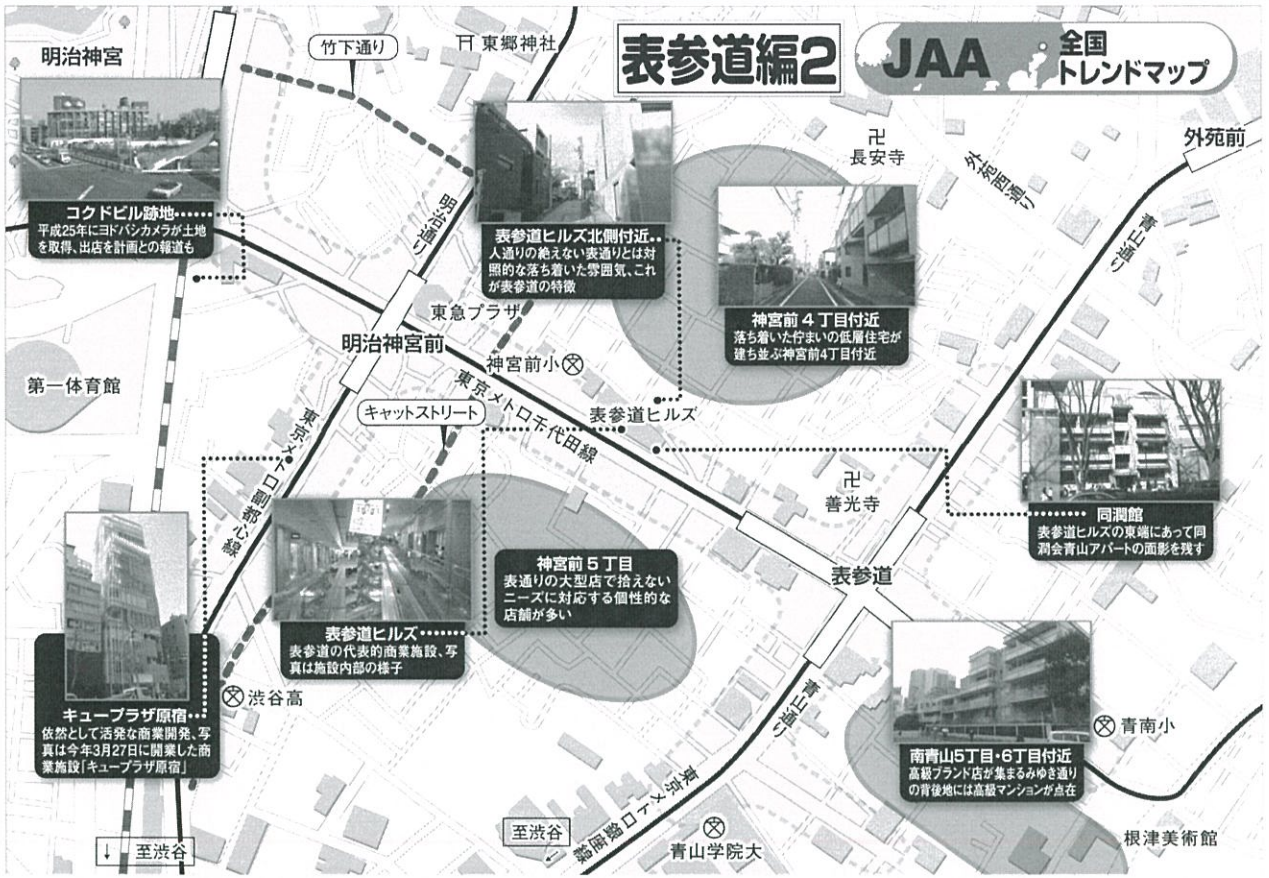 表参道編2
JAA
全国
トレンドマップ
明治神宮
竹下通り
東郷神社
長安寺
外苑西通り
外苑前
青山通り
コクドビル跡地
平成25年にヨドバシカメラが土地
を取得、出店を計画との報道も
明治通り
表参道ヒルズ北側付近
人通りの絶えない表通りとは対
照的な落ち着いた雰囲気、これ
が表参道の特徴
神宮前4丁目付近
落ち着いた佇まいの低層住宅が
建ち並ぶ神宮前4丁目付近
東急プラザ
明治神宮前
神宮前小
第一体育館
東京メトロ千代田線
キャットストリート
表参道ヒルズ
東京メトロ副都心線
善光寺
同潤館
表参道ヒルズの東端にあって同
潤会青山アパートの面影を残す
神宮前5丁目
表通りの大型店で拾えない
ニーズに対応する個性的な
店舗が多い
表参道
表参道ヒルズ
表参道の代表的商業施設、写
真は施設内部の様子
渋谷高
キュープラザ原宿
依然として活発な商業開発、写
真は今年3月27日に開業した商
業施設「キュープラザ原宿」
青山通り
青南小
南青山5丁目・6丁目付近
高級ブランド店が集まるみゆき通り
の背後地には高級マンションが点在
東京メトロ銀座線
至渋谷
↓
青山学院大
根津美術館
↓ 至渋谷